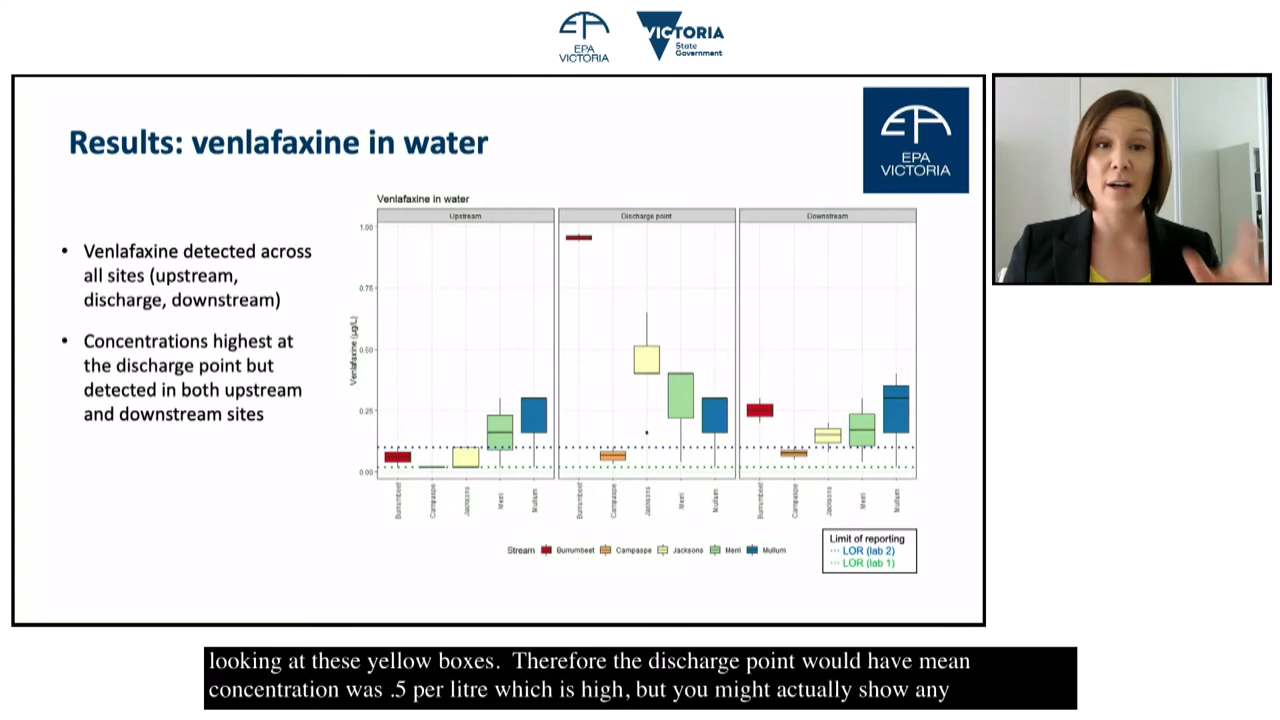 EPA
VICTORIA
VICTORIA
State
Government
Results: venlafaxine in water
EPA
VICTORIA
• Venlafaxine detected across
all sites (upstream,
discharge, downstream)
• Concentrations highest at
the discharge point but
detected in both upstream
and downstream sites
Venlafaxine in water
Upstream
Discharge point
Downstream
Venlafaxine (µg/L)
1.00
0.75
0.50
0.25
0.00
Burrumbeet
Campaspe
Jacksons
Merri
Mullum
Burrumbeet
Campaspe
Jacksons
Merri
Mullum
Burrumbeet
Campaspe
Jacksons
Merri
Mullum
Stream Burrumbeet Campaspe Jacksons Merri Mullum
Limit of reporting
LOR (lab 2)
LOR (lab 1)
looking at these yellow boxes. Therefore the discharge point would have mean
concentration was .5 per litre which is high, but you might actually show any